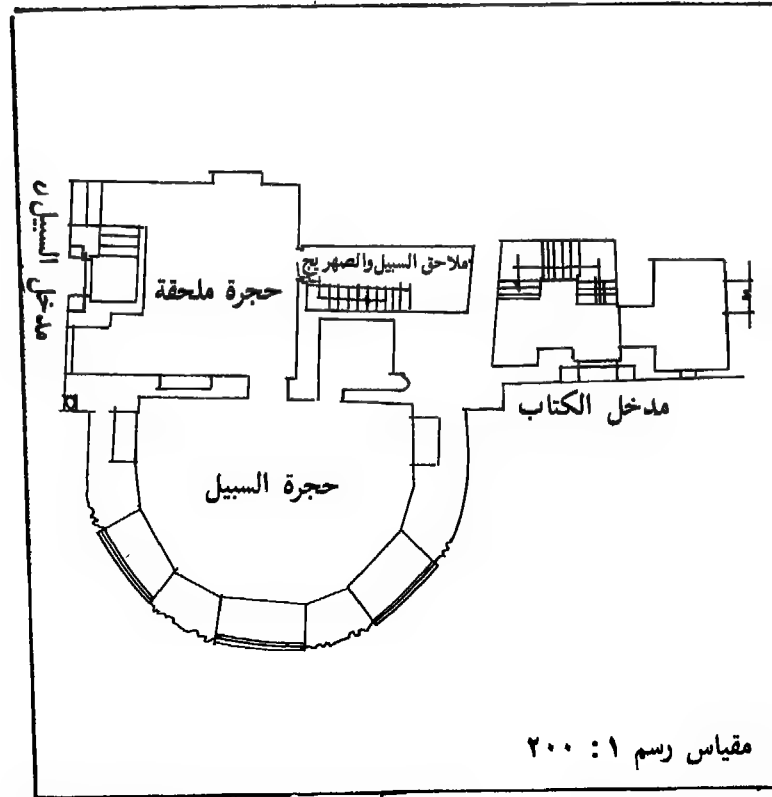 مدخل السبيل
ملاحق السبيل والصهريج
حجرة ملحقة
مدخل الكتاب
حجرة السبيل
مقياس رسم ١ : ٢٠٠